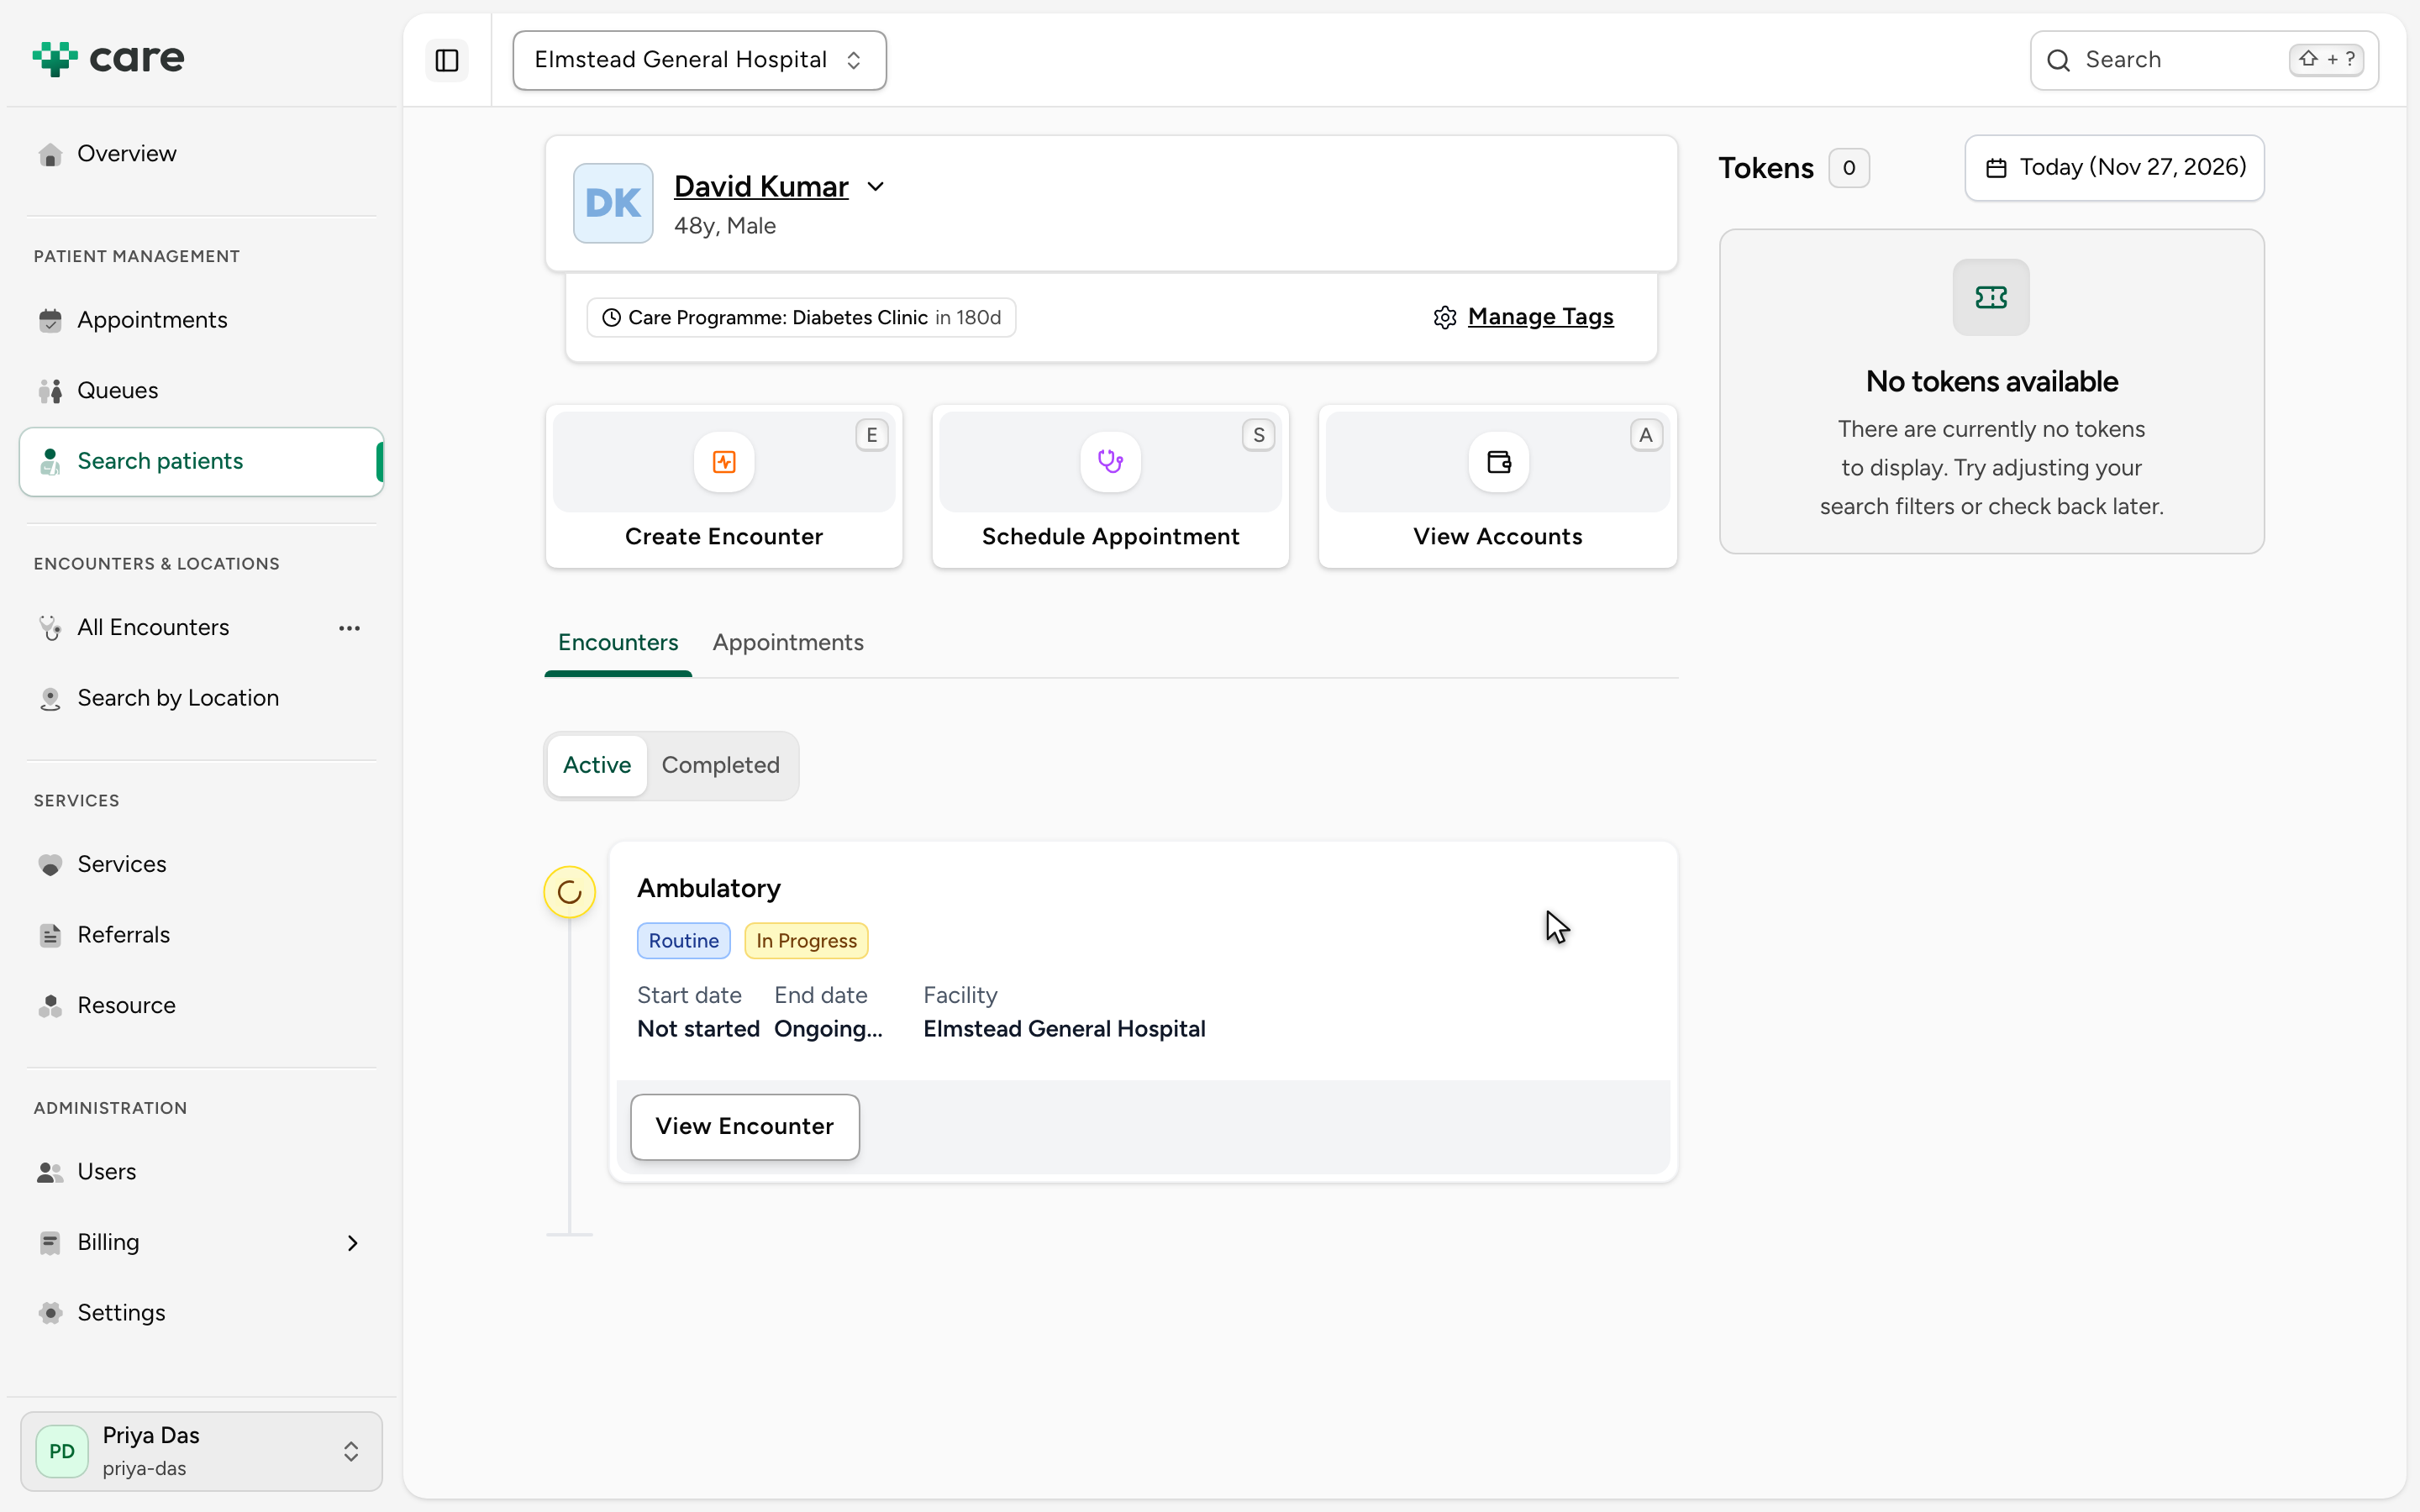 care
Overview
PATIENT MANAGEMENT
Appointments
Queues
Search patients
ENCOUNTERS & LOCATIONS
All Encounters
Search by Location
SERVICES
Services
Referrals
Resource
ADMINISTRATION
Users
Billing
Settings
PD
Priya Das
priya-das
Elmstead General Hospital
Search
+ ?
DK
David Kumar
48y, Male
Care Programme: Diabetes Clinic in 180d
Manage Tags
E
Create Encounter
S
Schedule Appointment
A
View Accounts
Encounters
Appointments
Active
Completed
Ambulatory
Routine
In Progress
Start date
Not started
End date
Ongoing...
Facility
Elmstead General Hospital
View Encounter
Tokens
0
Today (Nov 27, 2026)
No tokens available
There are currently no tokens
to display. Try adjusting your
search filters or check back later.